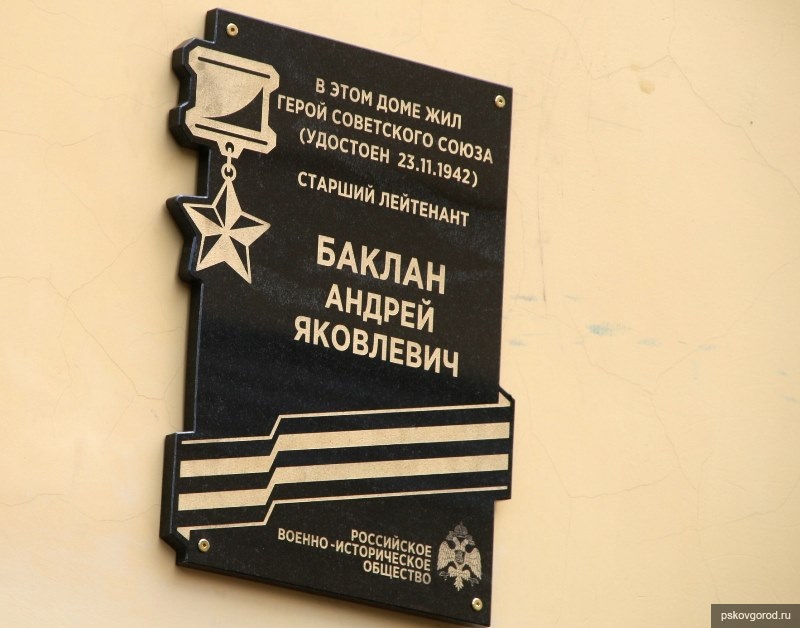 В ЭТОМ ДОМЕ ЖИЛ
ГЕРОЙ СОВЕТСКОГО СОЮЗА
(УДОСТОЕН 23.11.1942)
СТАРШИЙ ЛЕЙТЕНАНТ
БАКЛАН
АНДРЕЙ
ЯКОВЛЕВИЧ
РОССИЙСКОЕ
ВОЕННО-ИСТОРИЧЕСКОЕ
ОБЩЕСТВО
pskovgorod.ru